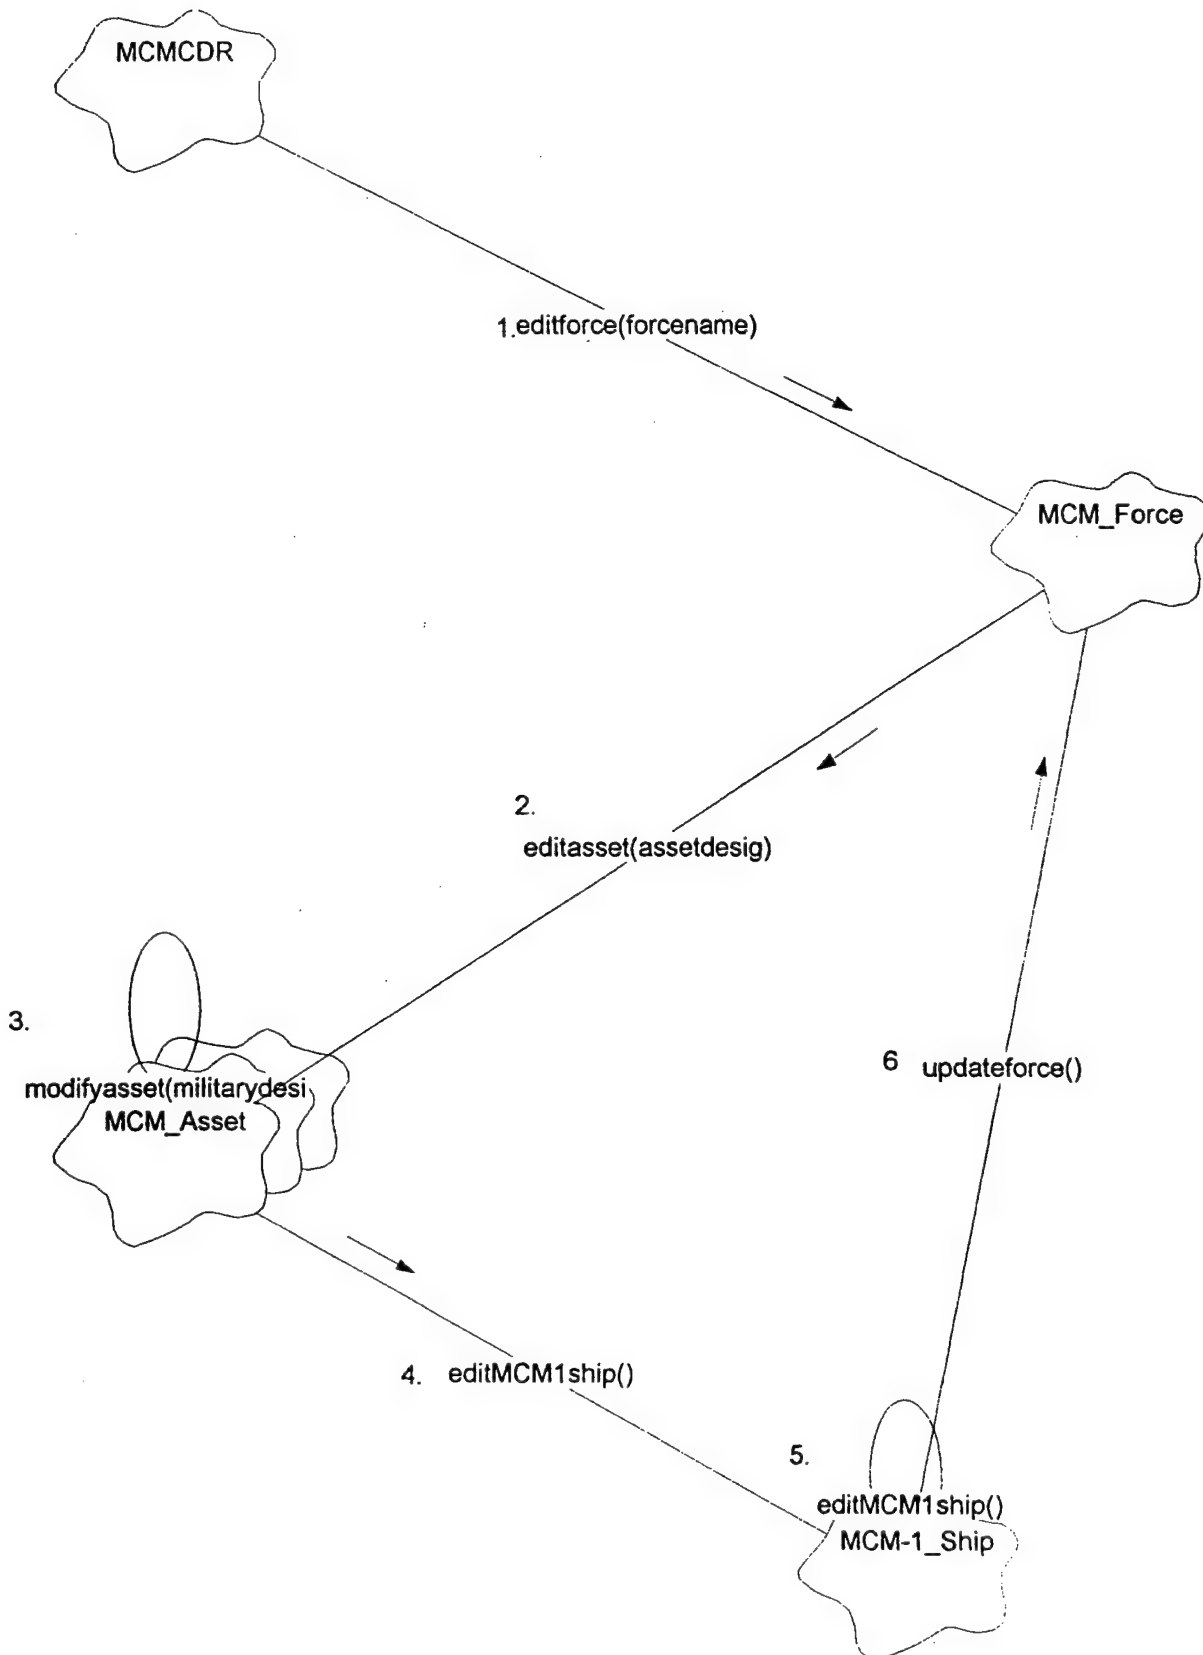 MCMCDR
1.editforce(forcename)
MCM_Force
2.
editasset(assetdesig)
3.
modifyasset(militarydesi
MCM_Asset
6 updateforce()
4. editMCM1ship()
5.
editMCM1ship()
MCM-1_Ship